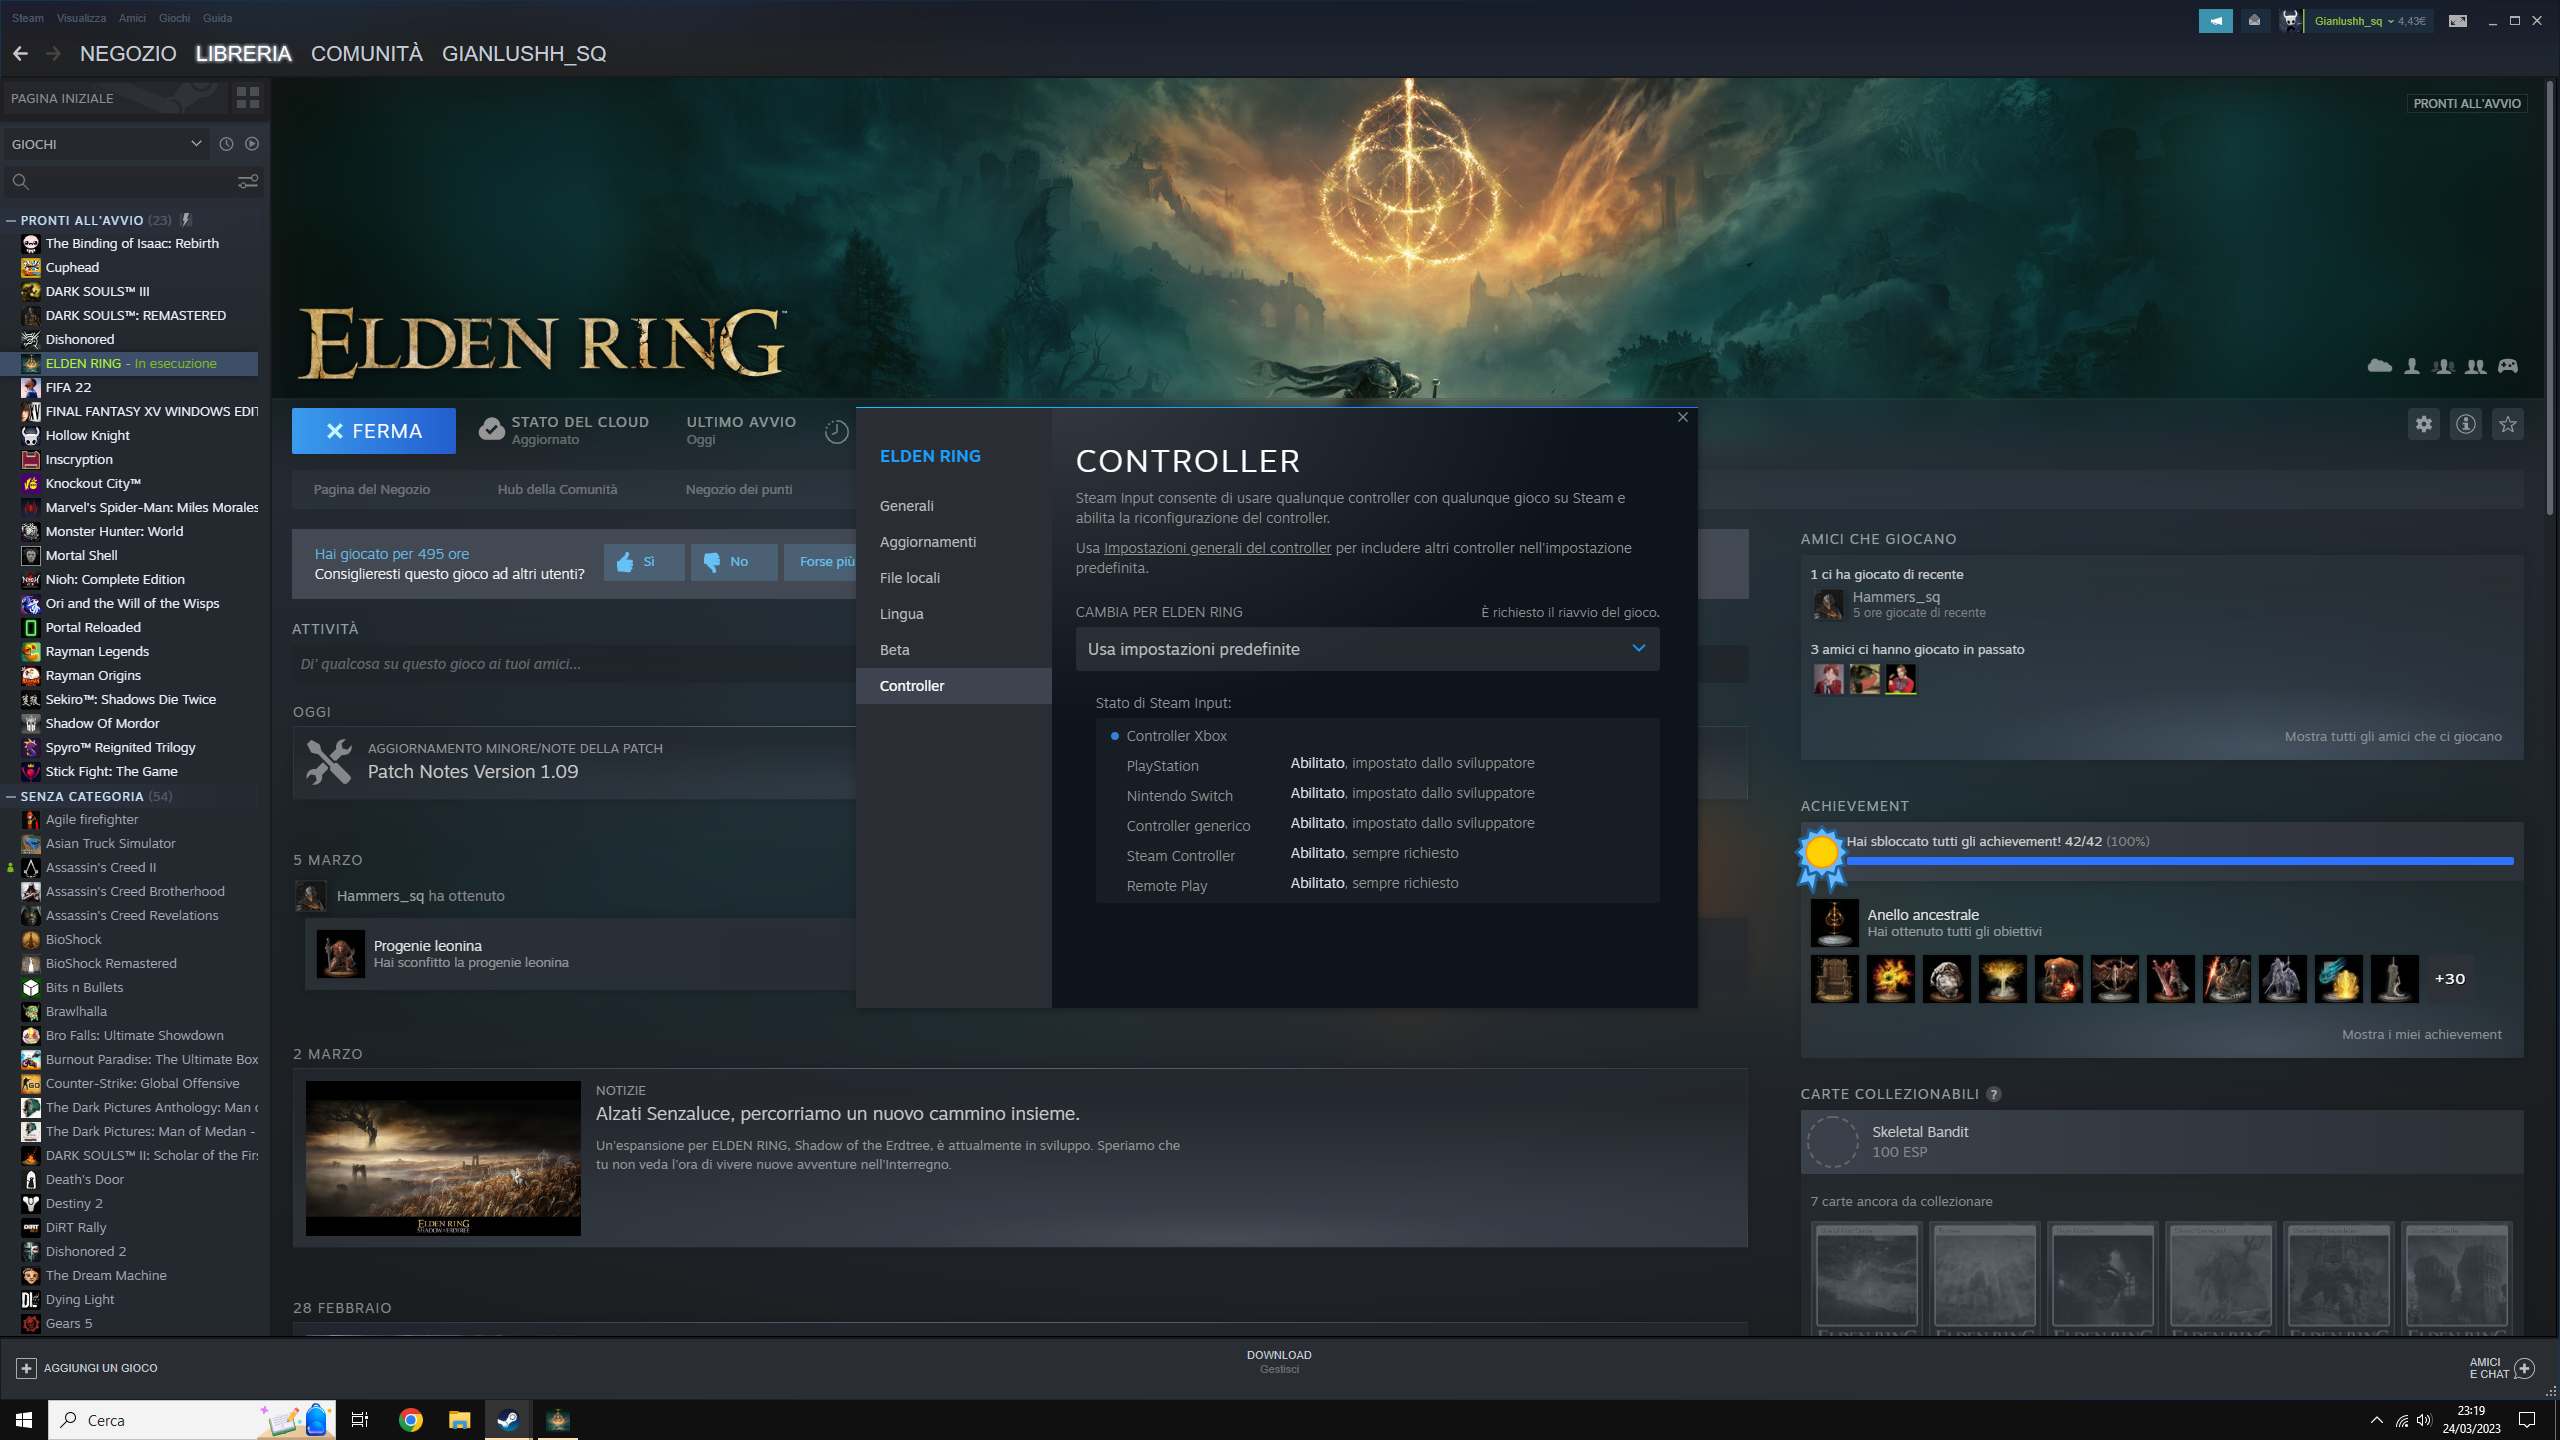 Steam Visualizza Amici Giochi Guida
Gianlushh_sq 4,43€
NEGOZIO LIBRERIA COMUNITÀ GIANLUSHH_SQ
PAGINA INIZIALE
GIOCHI
PRONTI ALL'AVVIO (23)
The Binding of Isaac: Rebirth
Cuphead
DARK SOULS™ III
DARK SOULS™: REMASTERED
Dishonored
ELDEN RING - In esecuzione
FIFA 22
FINAL FANTASY XV WINDOWS EDIT
Hollow Knight
Inscryption
Knockout City™
Marvel's Spider-Man: Miles Morales
Monster Hunter: World
Mortal Shell
Nioh: Complete Edition
Ori and the Will of the Wisps
Portal Reloaded
Rayman Legends
Rayman Origins
Sekiro™: Shadows Die Twice
Shadow Of Mordor
Spyro™ Reignited Trilogy
Stick Fight: The Game
SENZA CATEGORIA (54)
Agile firefighter
Asian Truck Simulator
Assassin's Creed II
Assassin's Creed Brotherhood
Assassin's Creed Revelations
BioShock
BioShock Remastered
Bits n Bullets
Brawlhalla
Bro Falls: Ultimate Showdown
Burnout Paradise: The Ultimate Box
Counter-Strike: Global Offensive
The Dark Pictures Anthology: Man o
The Dark Pictures: Man of Medan -
DARK SOULS™ II: Scholar of the Firs
Death's Door
Destiny 2
DiRT Rally
Dishonored 2
The Dream Machine
Dying Light
Gears 5
PRONTI ALL'AVVIO
ELDEN RING™
FERMA
STATO DEL CLOUD
Aggiornato
ULTIMO AVVIO
Oggi
Pagina del Negozio
Hub della Comunità
Negozio dei punti
Hai giocato per 495 ore
Consiglieresti questo gioco ad altri utenti?
Sì
No
Forse più
ATTIVITÀ
Di' qualcosa su questo gioco ai tuoi amici...
OGGI
AGGIORNAMENTO MINORE/NOTE DELLA PATCH
Patch Notes Version 1.09
5 MARZO
Hammers_sq ha ottenuto
Progenie leonina
Hai sconfitto la progenie leonina
2 MARZO
NOTIZIE
Alzati Senzaluce, percorriamo un nuovo cammino insieme.
Un'espansione per ELDEN RING, Shadow of the Erdtree, è attualmente in sviluppo. Speriamo che
tu non veda l'ora di vivere nuove avventure nell'Interregno.
ELDEN RING
SHADOW OF THE ERDTREE
28 FEBBRAIO
ELDEN RING
Generali
Aggiornamenti
File locali
Lingua
Beta
Controller
CONTROLLER
Steam Input consente di usare qualunque controller con qualunque gioco su Steam e
abilita la riconfigurazione del controller.
Usa Impostazioni generali del controller per includere altri controller nell'impostazione
predefinita.
CAMBIA PER ELDEN RING
È richiesto il riavvio del gioco.
Usa impostazioni predefinite
Stato di Steam Input:
Controller Xbox
PlayStation Abilitato, impostato dallo sviluppatore
Nintendo Switch Abilitato, impostato dallo sviluppatore
Controller generico Abilitato, impostato dallo sviluppatore
Steam Controller Abilitato, sempre richiesto
Remote Play Abilitato, sempre richiesto
AMICI CHE GIOCANO
1 ci ha giocato di recente
Hammers_sq
5 ore giocate di recente
3 amici ci hanno giocato in passato
Mostra tutti gli amici che ci giocano
ACHIEVEMENT
Hai sbloccato tutti gli achievement! 42/42 (100%)
Anello ancestrale
Hai ottenuto tutti gli obiettivi
+30
Mostra i miei achievement
CARTE COLLEZIONABILI ?
Skeletal Bandit
100 ESP
7 carte ancora da collezionare
AGGIUNGI UN GIOCO
DOWNLOAD
Gestisci
AMICI
E CHAT
Cerca
23:19
24/03/2023